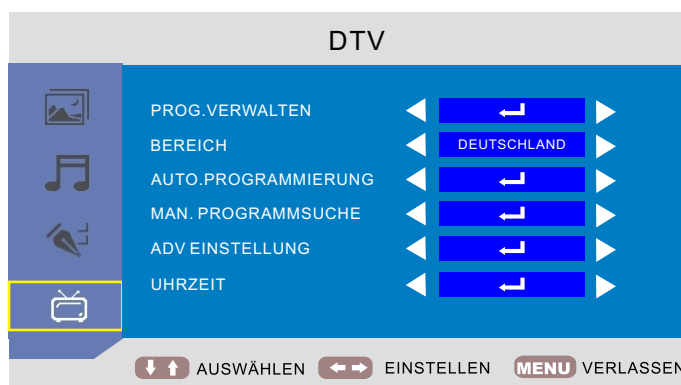 DTV
PROG.VERWALTEN
BEREICH DEUTSCHLAND
AUTO.PROGRAMMIERUNG
MAN. PROGRAMMSUCHE
ADV EINSTELLUNG
UHRZEIT
AUSWÄHLEN EINSTELLEN MENU VERLASSEN